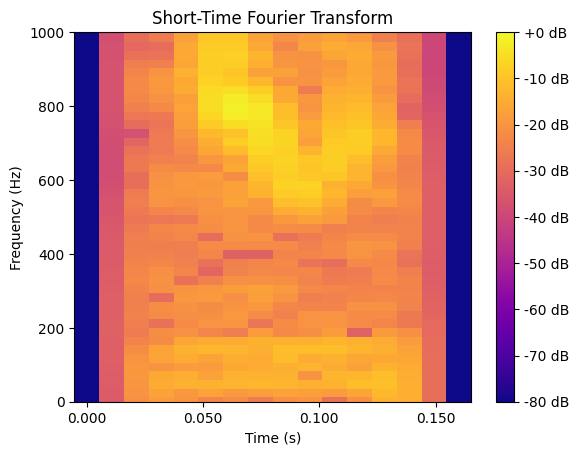 Short-Time Fourier Transform
1000
800
600
400
200
0
Frequency (Hz)
0.000
0.050
0.100
0.150
Time (s)
+0 dB
-10 dB
-20 dB
-30 dB
-40 dB
-50 dB
-60 dB
-70 dB
-80 dB